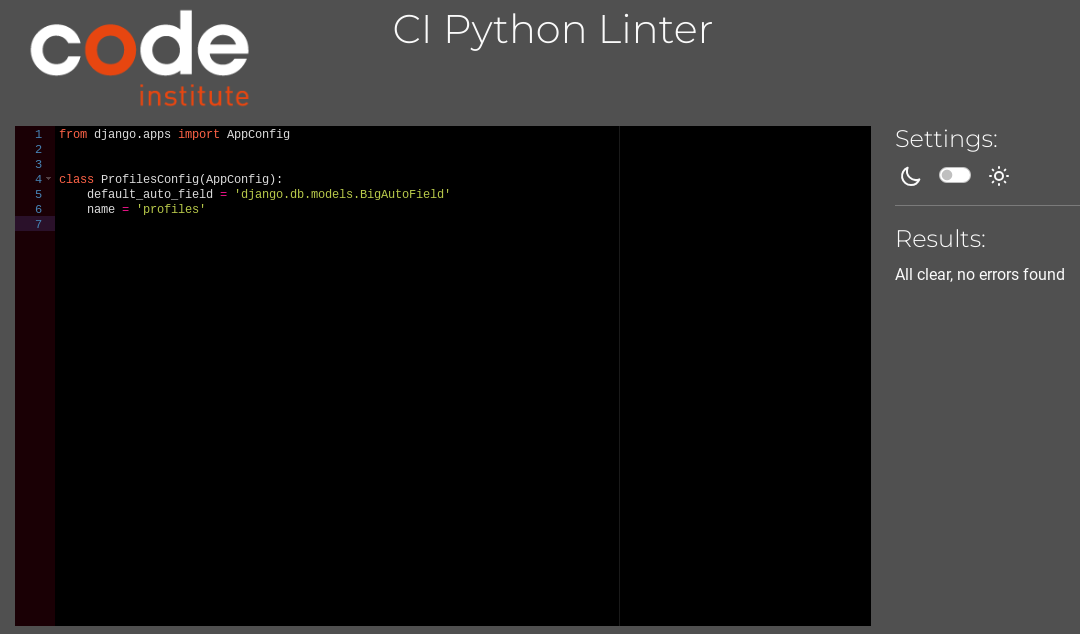 code
institute
CI Python Linter
1 from django.apps import AppConfig
2
3
4 class ProfilesConfig(AppConfig):
5     default_auto_field = 'django.db.models.BigAutoField'
6     name = 'profiles'
7
Settings:
Results:
All clear, no errors found